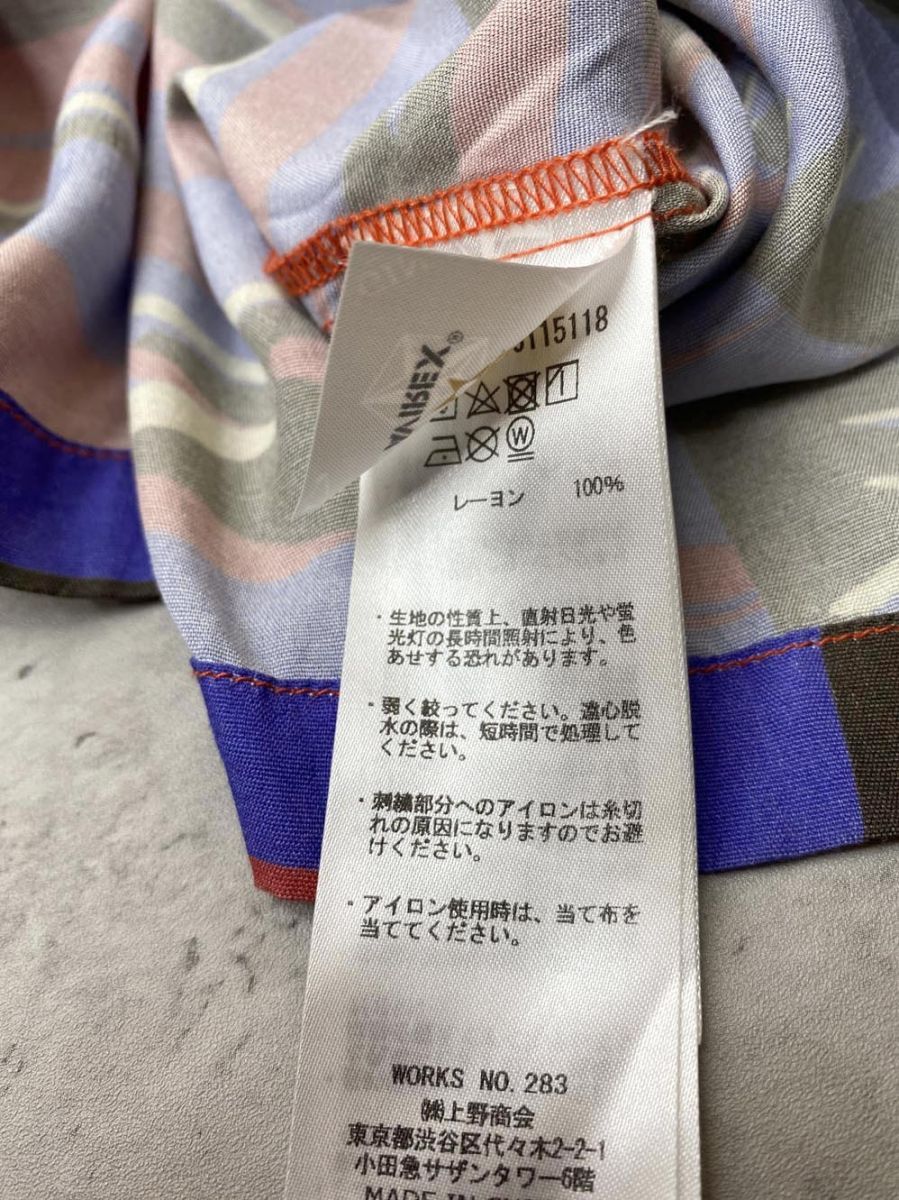 115118
レーヨン 100%
・生地の性質上、直射日光や蛍
光灯の長時間照射により、色
あせする恐れがあります。
・弱く絞ってください。遠心脱
水の際は、短時間で処理して
ください。
・刺繍部分へのアイロンは糸切
れの原因になりますのでお避
けください。
・アイロン使用時は、当て布を
当ててください。
WORKS NO. 283
㈱上野商会
東京都渋谷区代々木2-2-1
小田急サザンタワー6階
MADE IN